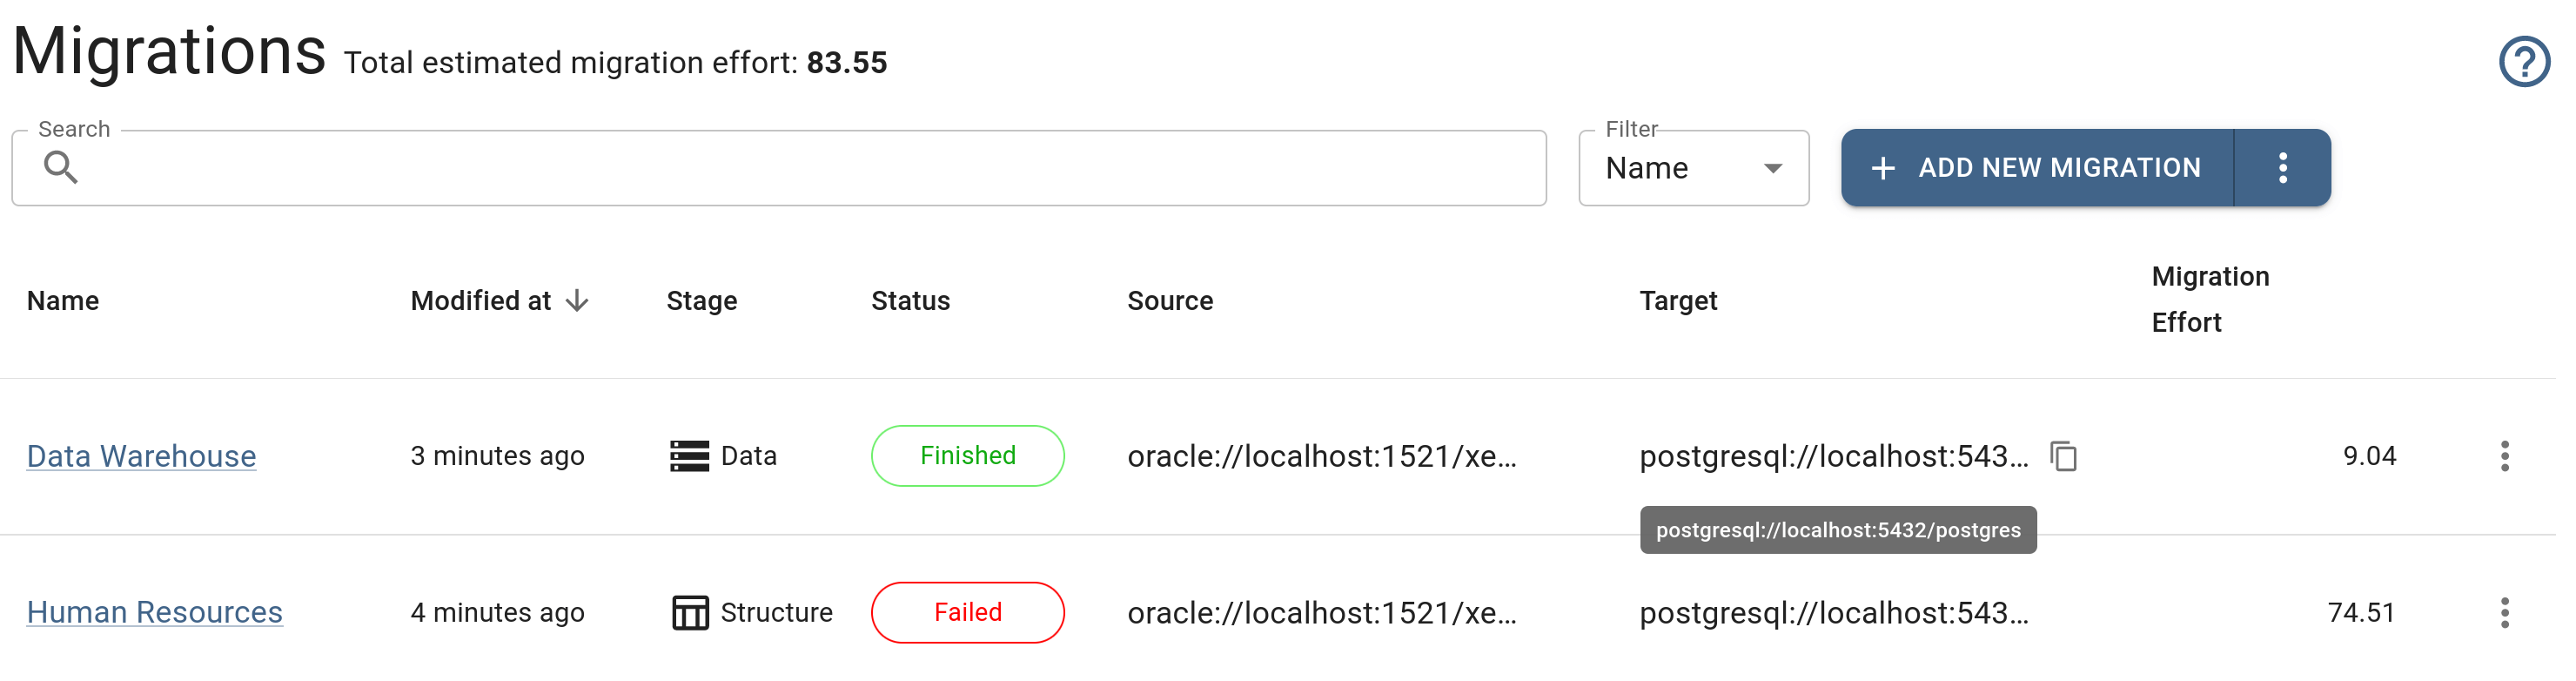 Migrations Total estimated migration effort: 83.55
?
Search
Filter
Name
+ ADD NEW MIGRATION
Name Modified at Stage Status Source Target Migration Effort
Data Warehouse 3 minutes ago Data Finished oracle://localhost:1521/xe... postgresql://localhost:543... 9.04
postgresql://localhost:5432/postgres
Human Resources 4 minutes ago Structure Failed oracle://localhost:1521/xe... postgresql://localhost:543... 74.51